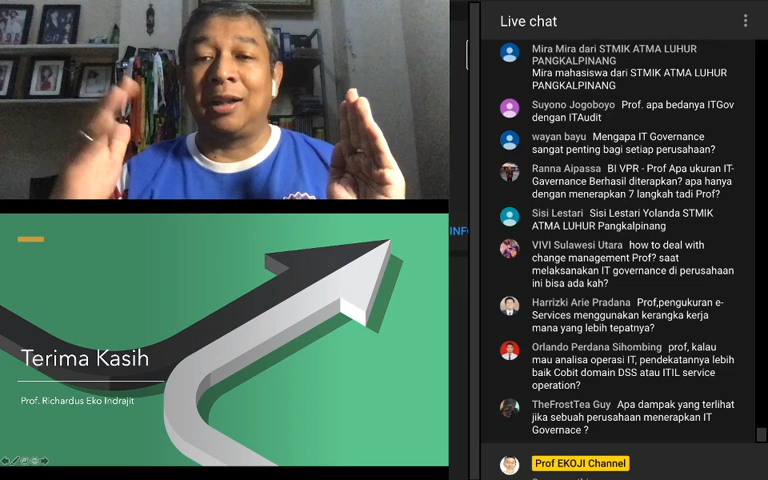 Live chat
Mira Mira dari STMIK ATMA LUHUR
PANGKALPINANG
Mira mahasiswa dari STMIK ATMA LUHUR
PANGKALPINANG
Suyono Jogoboyo Prof. apa bedanya ITGov
dengan ITAudit
wayan bayu Mengapa IT Governance
sangat penting bagi setiap perusahaan?
Ranna Aipassa BI VPR - Prof Apa ukuran IT-
Gavernance Berhasil diterapkan? apa hanya
dengan menerapkan 7 langkah tadi Prof?
Sisi Lestari Sisi Lestari Yolanda STMIK
ATMA LUHUR Pangkalpinang
VIVI Sulawesi Utara how to deal with
change management Prof? saat
melaksanakan IT governance di perusahaan
ini bisa ada kah?
Harrizki Arie Pradana Prof,pengukuran e-
Services menggunakan kerangka kerja
mana yang lebih tepatnya?
Orlando Perdana Sihombing prof, kalau
mau analisa operasi IT, pendekatannya lebih
baik Cobit domain DSS atau ITIL service
operation?
TheFrostTea Guy Apa dampak yang terlihat
jika sebuah perusahaan menerapkan IT
Governace ?
Prof EKOJI Channel
INFO
Terima Kasih
Prof. Richardus Eko Indrajit